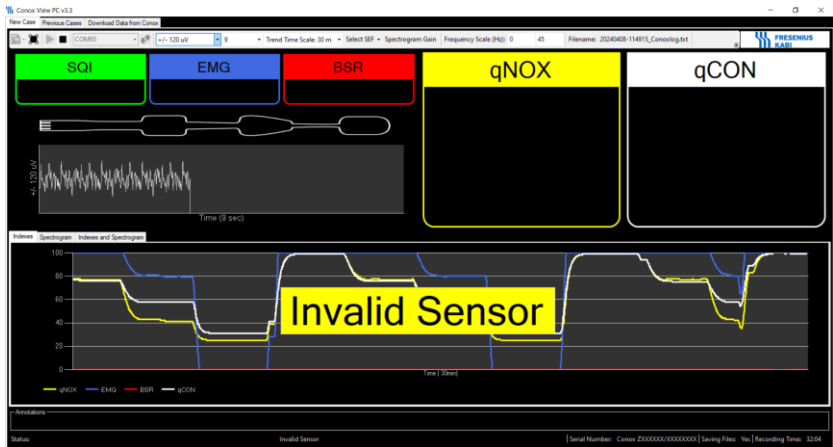 Conox View PC v3.3
New Case Previous Cases Download Data from Conox
COM15 +/- 120 uV 9 Trend Time Scale: 30 m Select SEF Spectrogram Gain Frequency Scale (Hz): 0 45 Filename: 20240408-114915_Conoxlog.txt
FRESENIUS
KABI
SQI EMG BSR qNOX qCON
+/- 120 uV
Time (9 sec)
Indexes Spectrogram Indexes and Spectrogram
100
80
60
40
20
0
Invalid Sensor
Time ( 30min)
qNOX EMG BSR qCON
Annotations
Status: Invalid Sensor Serial Number: Conox ZXXXXXX/XXXXXXXX Saving Files: Yes Recording Time: 32:04